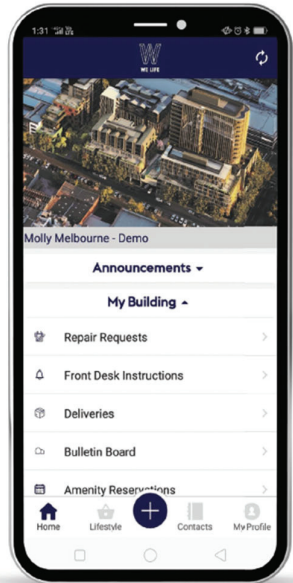 1:31
W
WE LIFE
Molly Melbourne - Demo
Announcements
My Building
Repair Requests
Front Desk Instructions
Deliveries
Bulletin Board
Amenity Reservations
Home Lifestyle Contacts My Profile